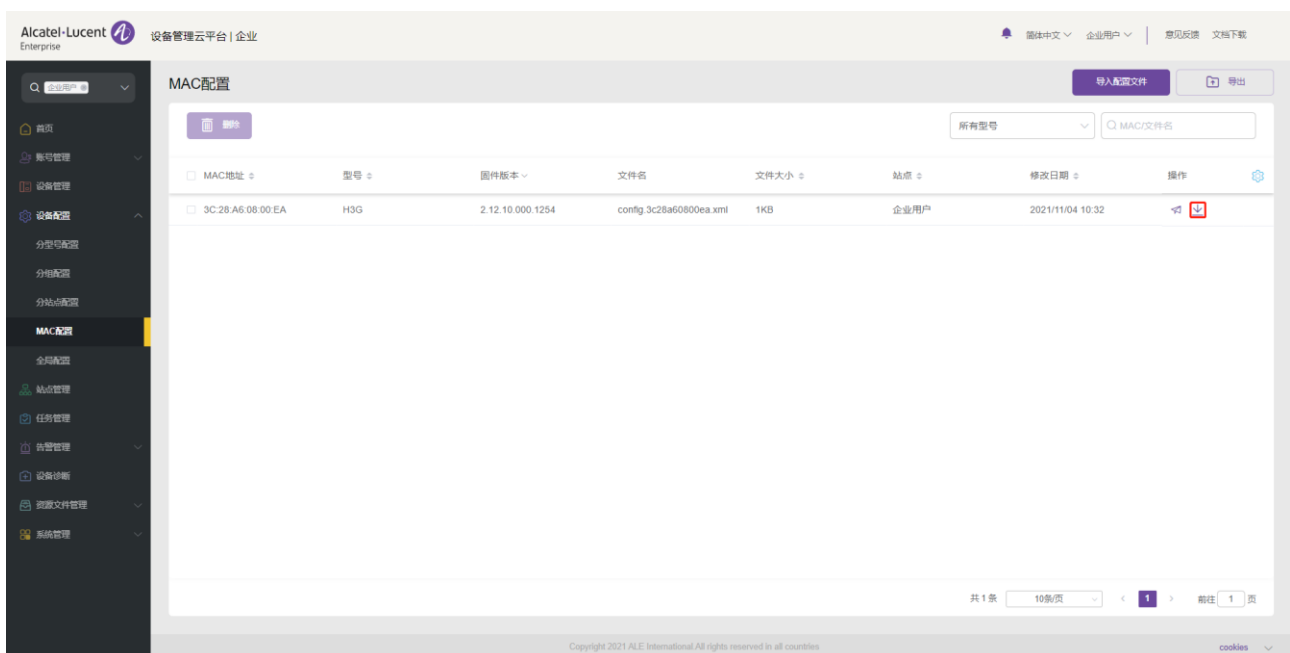 Alcatel·Lucent
Enterprise
设备管理云平台 | 企业
简体中文
企业用户
意见反馈
文档下载
企业用户
首页
账号管理
设备管理
设备配置
分型号配置
分组配置
分站点配置
MAC配置
全局配置
站点管理
任务管理
告警管理
设备诊断
资源文件管理
系统管理
MAC配置
导入配置文件
导出
删除
所有型号
MAC/文件名
MAC地址 型号 固件版本 文件名 文件大小 站点 修改日期 操作
3C:28:A6:08:00:EA H3G 2.12.10.000.1254 config.3c28a60800ea.xml 1KB 企业用户 2021/11/04 10:32
共 1 条 10条/页 1 前往 1 页
Copyright 2021 ALE International.All rights reserved in all countries
cookies